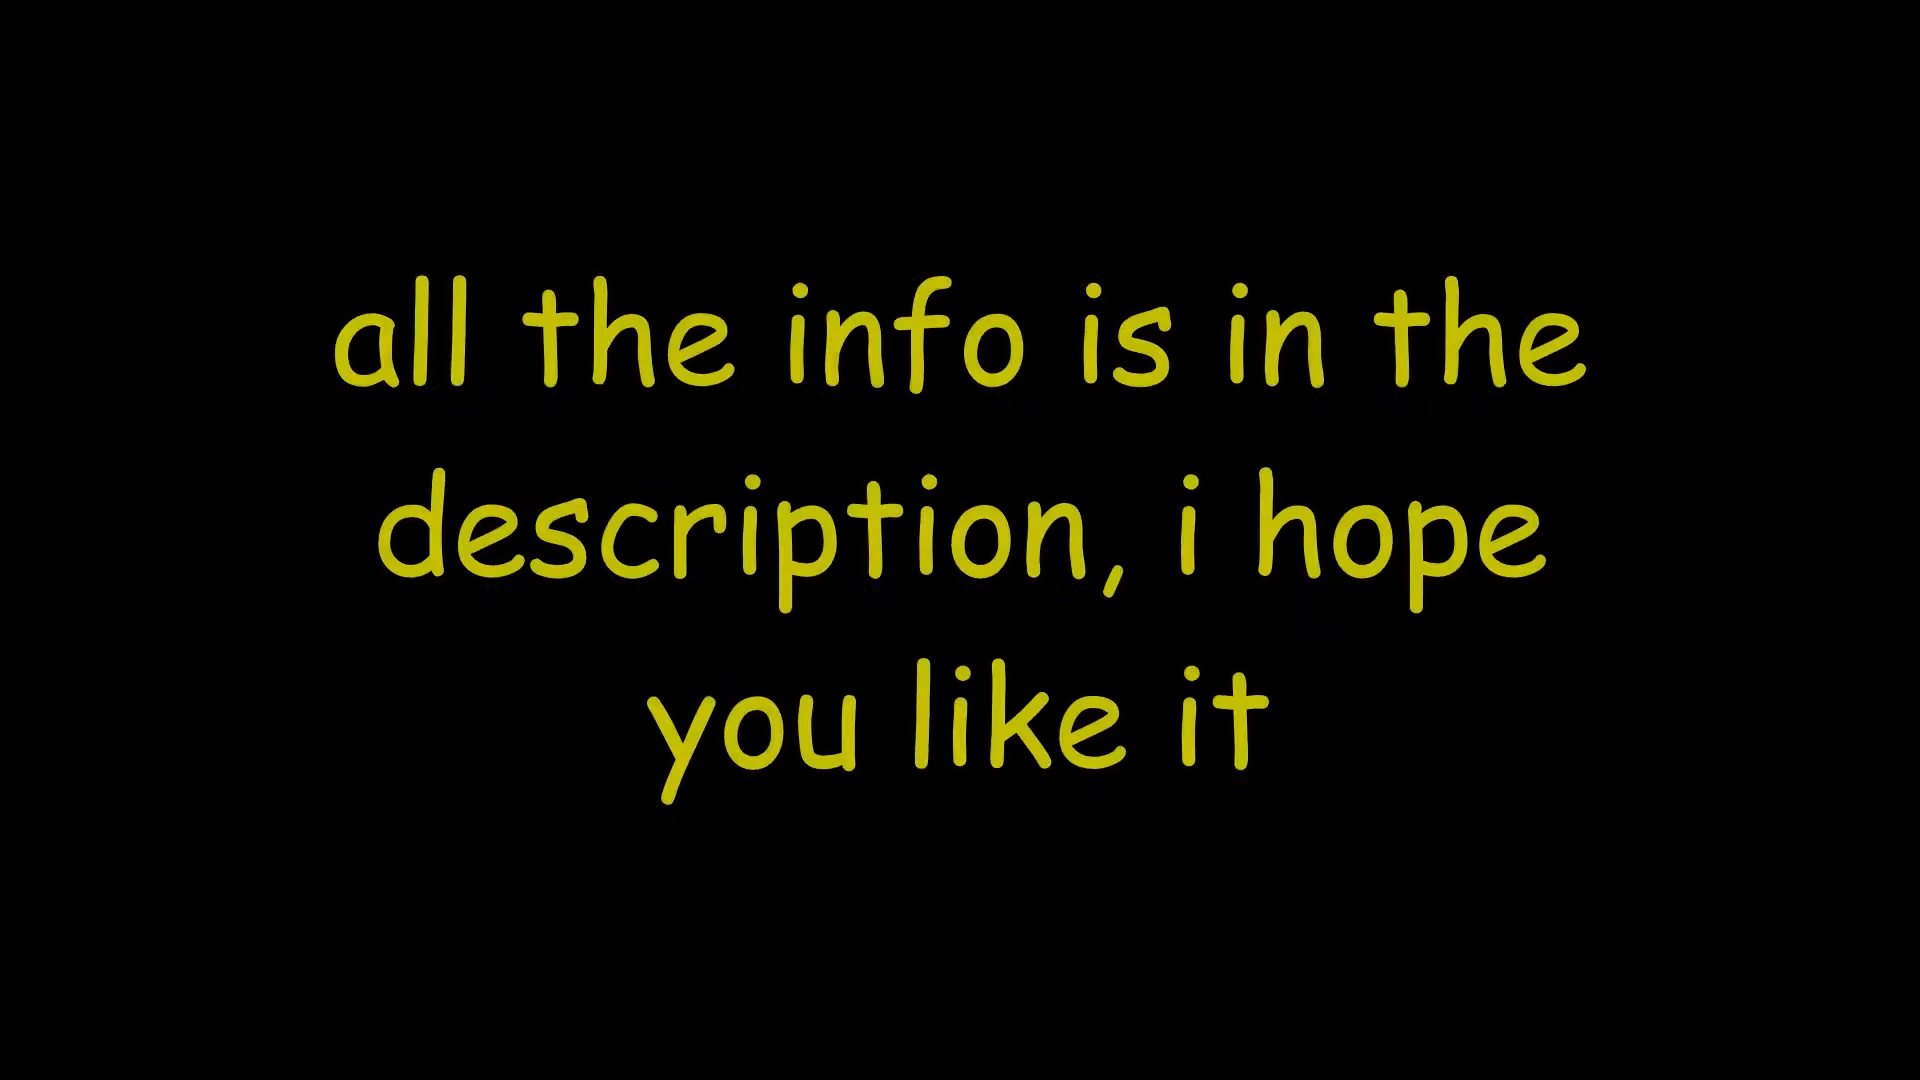 all the info is in the
description, i hope
you like it